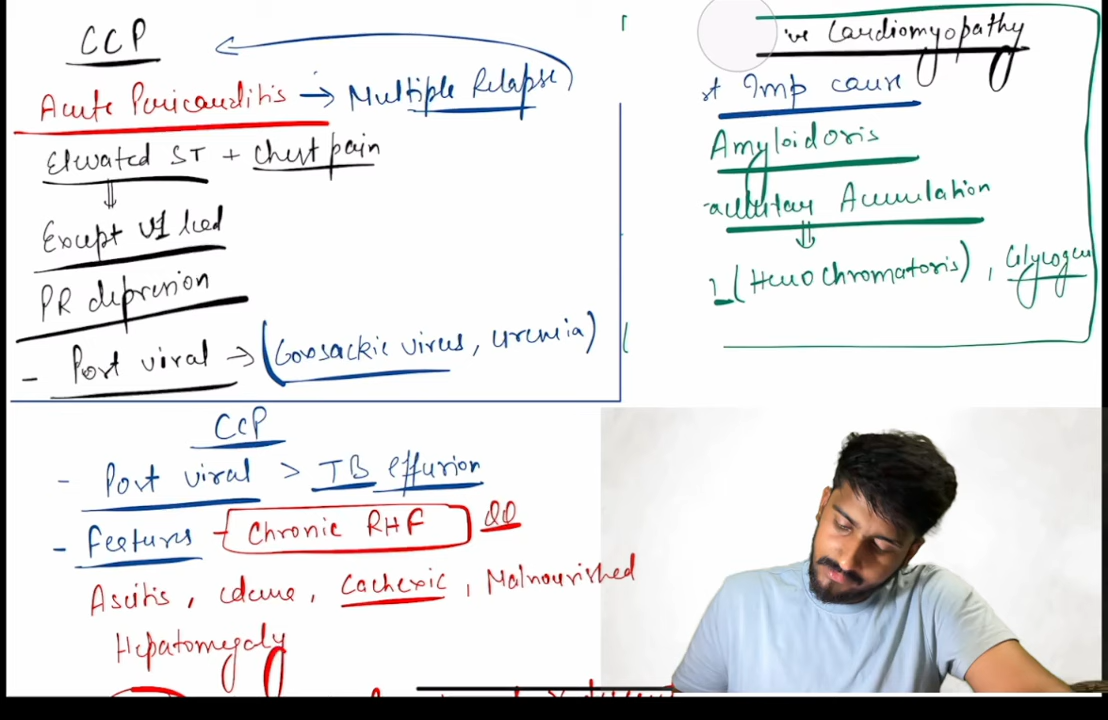 CCP
Acute Pericarditis → Multiple Relapse
Elevated ST + chest pain
Except V1 lead
PR depression
- Post viral → (Coxsackie virus, uremia)
've Cardiomyopathy
st Imp cause
Amyloidosis
Accumulation
(Hemochromatosis), Glycogen
CCP
- Post viral > TB effusion
- Features - Chronic RHF
Ascitis, edema, Cachexic, Malnourished
Hepatomegaly